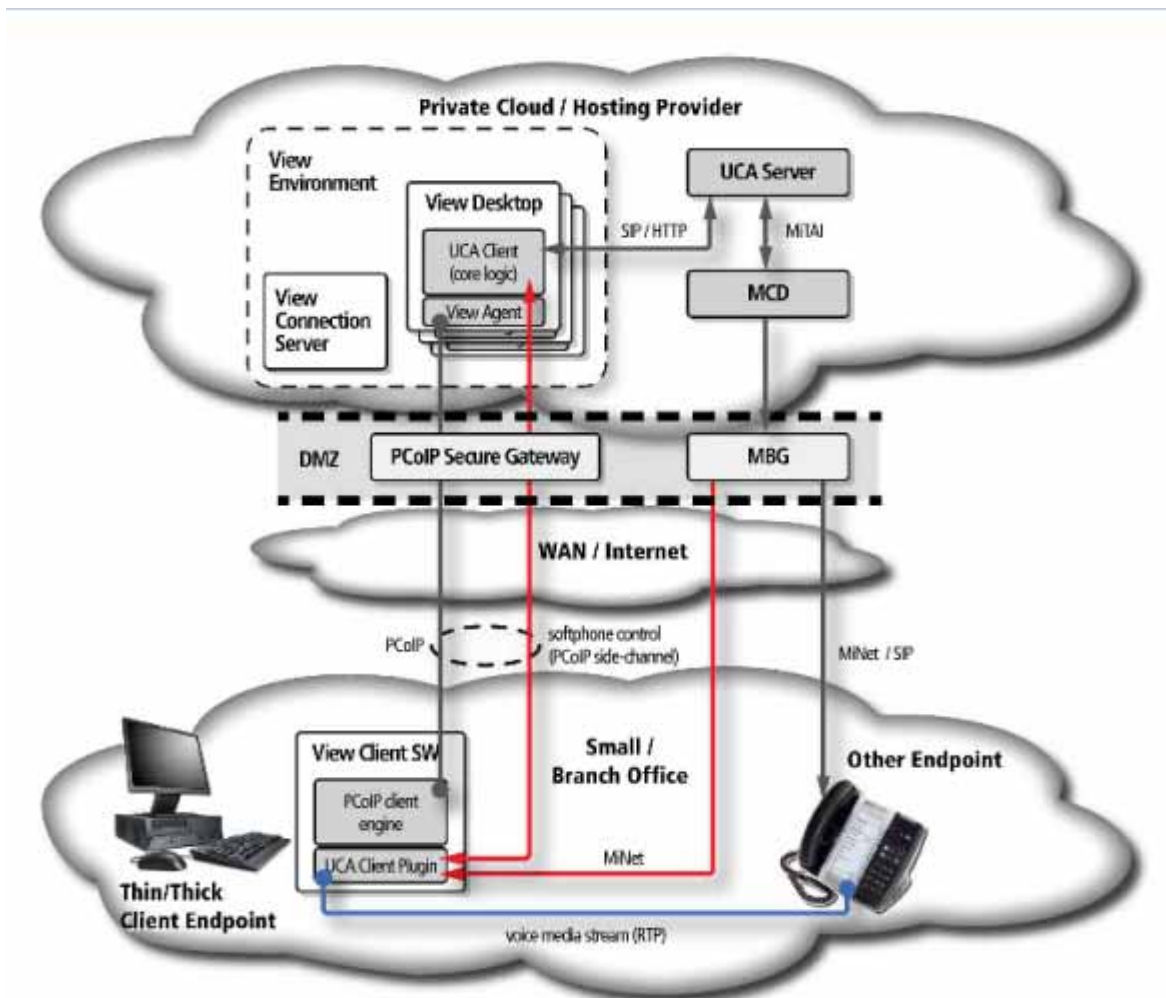 Private Cloud / Hosting Provider
View
Environment
View Desktop
UCA Client
(core logic)
View Agent
View
Connection
Server
SIP / HTTP
UCA Server
MiTAI
MCD
DMZ
PCoIP Secure Gateway
MBG
WAN / Internet
PCoIP
softphone control
(PCoIP side-channel)
MiNet / SIP
View Client SW
PCoIP client
engine
UCA Client Plugin
Small /
Branch Office
Other Endpoint
MiNet
Thin/Thick
Client Endpoint
voice media stream (RTP)